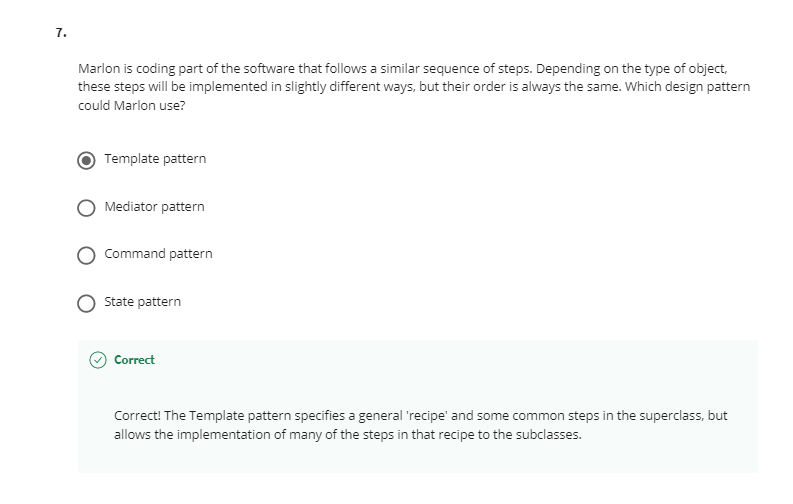 7.
Marlon is coding part of the software that follows a similar sequence of steps. Depending on the type of object,
these steps will be implemented in slightly different ways, but their order is always the same. Which design pattern
could Marlon use?
Template pattern
Mediator pattern
Command pattern
State pattern
Correct
Correct! The Template pattern specifies a general 'recipe' and some common steps in the superclass, but
allows the implementation of many of the steps in that recipe to the subclasses.